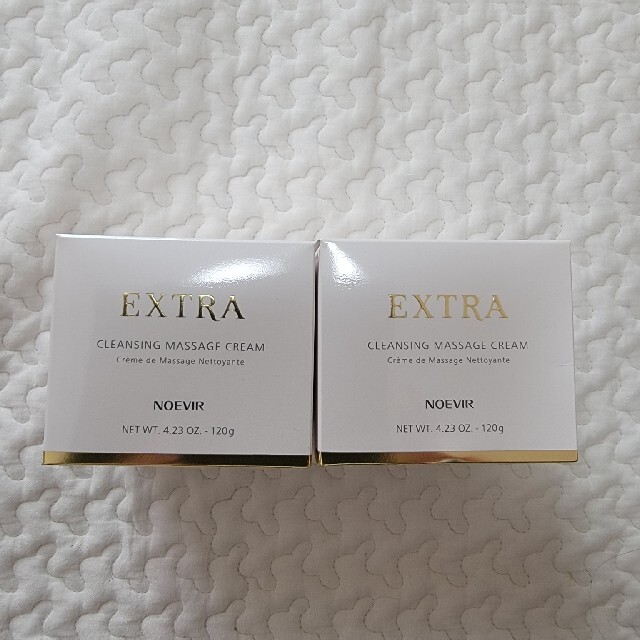 EXTRA
CLEANSING MASSAGE CREAM
Crème de Massage Nettoyante
NOEVIR
NET WT. 4.23 OZ. - 120g
EXTRA
CLEANSING MASSAGE CREAM
Crème de Massage Nettoyante
NOEVIR
NET WT. 4.23 OZ. - 120g